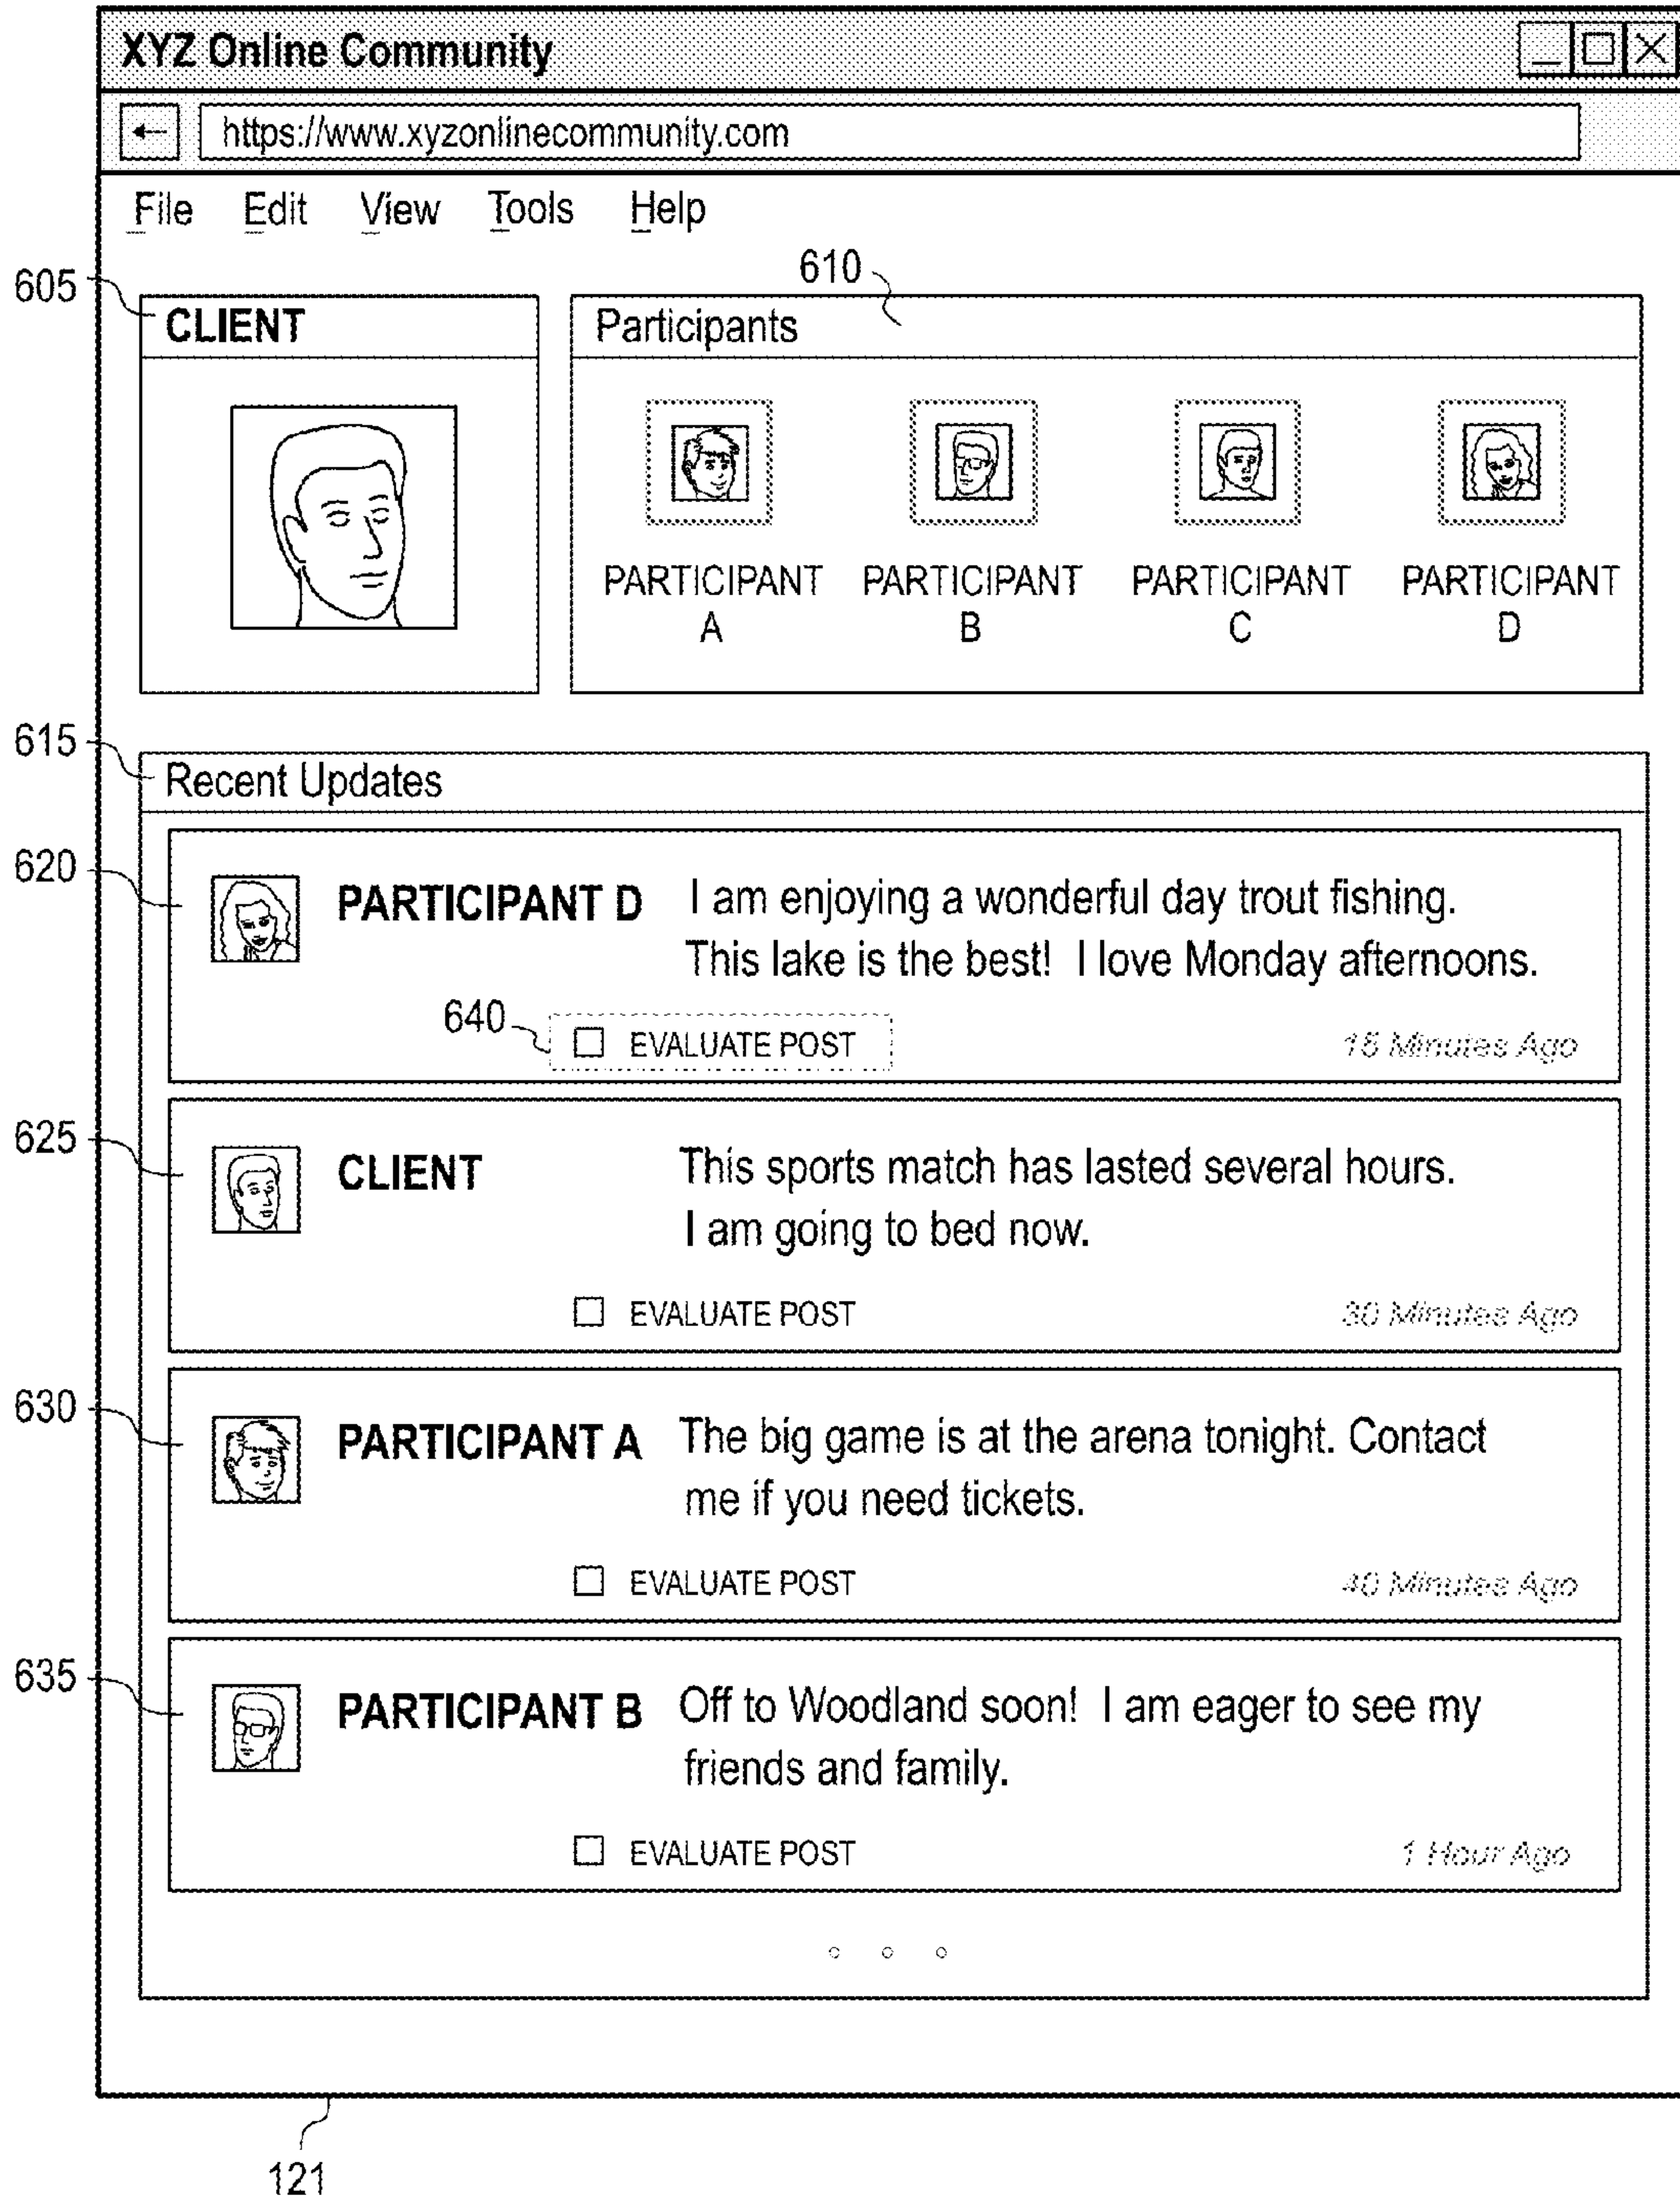 XYZ Online Community
https://www.xyzonlinecommunity.com
File Edit View Tools Help
605
610
CLIENT
Participants
PARTICIPANT A
PARTICIPANT B
PARTICIPANT C
PARTICIPANT D
615
Recent Updates
620
PARTICIPANT D I am enjoying a wonderful day trout fishing.
This lake is the best! I love Monday afternoons.
640
EVALUATE POST 15 Minutes Ago
625
CLIENT This sports match has lasted several hours.
I am going to bed now.
EVALUATE POST 30 Minutes Ago
630
PARTICIPANT A The big game is at the arena tonight. Contact
me if you need tickets.
EVALUATE POST 40 Minutes Ago
635
PARTICIPANT B Off to Woodland soon! I am eager to see my
friends and family.
EVALUATE POST 1 Hour Ago
121